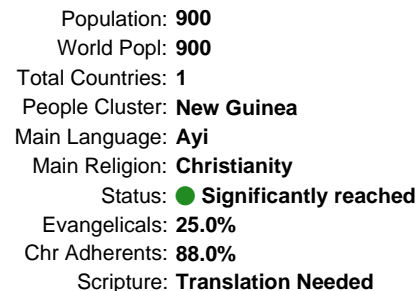 Population: 900
World Popl: 900
Total Countries: 1
People Cluster: New Guinea
Main Language: Ayi
Main Religion: Christianity
Status: Significantly reached
Evangelicals: 25.0%
Chr Adherents: 88.0%
Scripture: Translation Needed